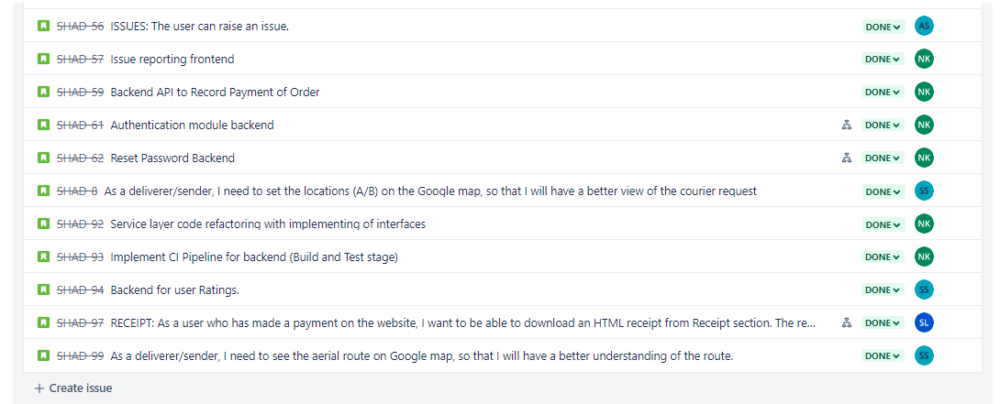 SHAD-56 ISSUES: The user can raise an issue. DONE AS
SHAD-57 Issue reporting frontend DONE NK
SHAD-59 Backend API to Record Payment of Order DONE NK
SHAD-61 Authentication module backend DONE NK
SHAD-62 Reset Password Backend DONE NK
SHAD-8 As a deliverer/sender, I need to set the locations (A/B) on the Google map, so that I will have a better view of the courier request DONE SS
SHAD-92 Service layer code refactoring with implementing of interfaces DONE NK
SHAD-93 Implement CI Pipeline for backend (Build and Test stage) DONE NK
SHAD-94 Backend for user Ratings. DONE SS
SHAD-97 RECEIPT: As a user who has made a payment on the website, I want to be able to download an HTML receipt from Receipt section. The re... DONE SL
SHAD-99 As a deliverer/sender, I need to see the aerial route on Google map, so that I will have a better understanding of the route. DONE SS
+ Create issue